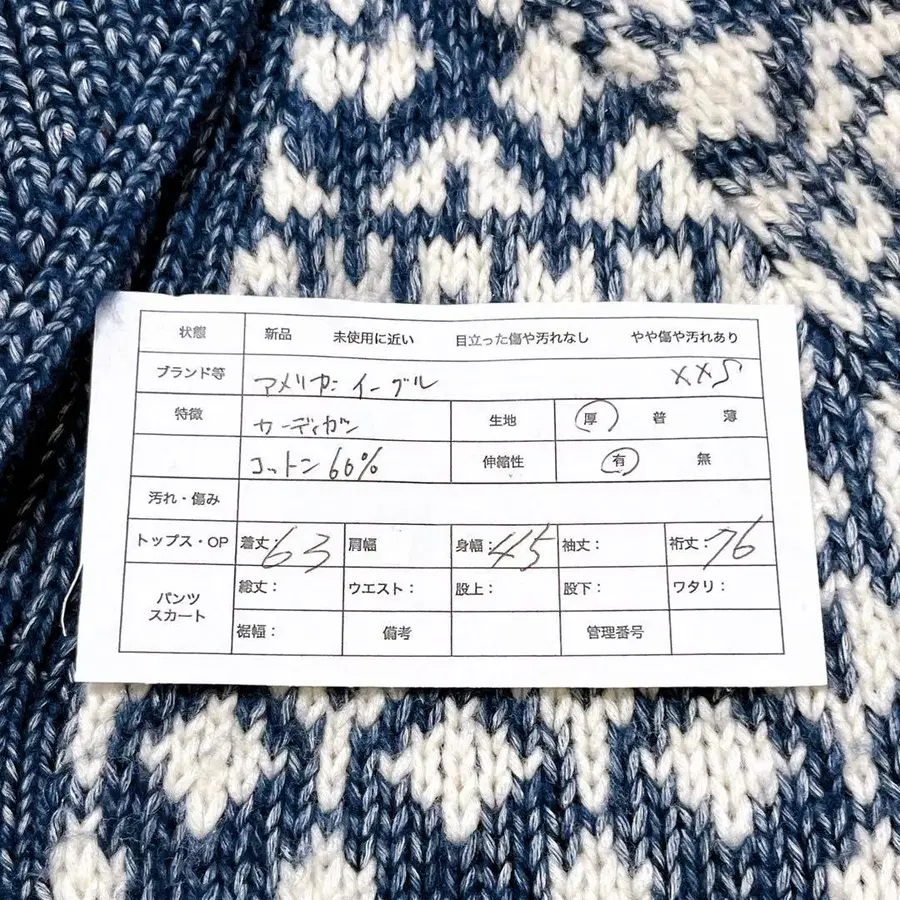 状態 新品 未使用に近い 目立った傷や汚れなし やや傷や汚れあり
ブランド等 アメリカンイーグル XXS
特徴 カーディガン 生地 厚 普 薄
コットン60% 伸縮性 有 無
汚れ・傷み
トップス・OP 着丈:63 肩幅 身幅:45 袖丈: 裄丈:76
パンツ スカート 総丈: ウエスト: 股上: 股下: ワタリ:
裾幅: 備考 管理番号